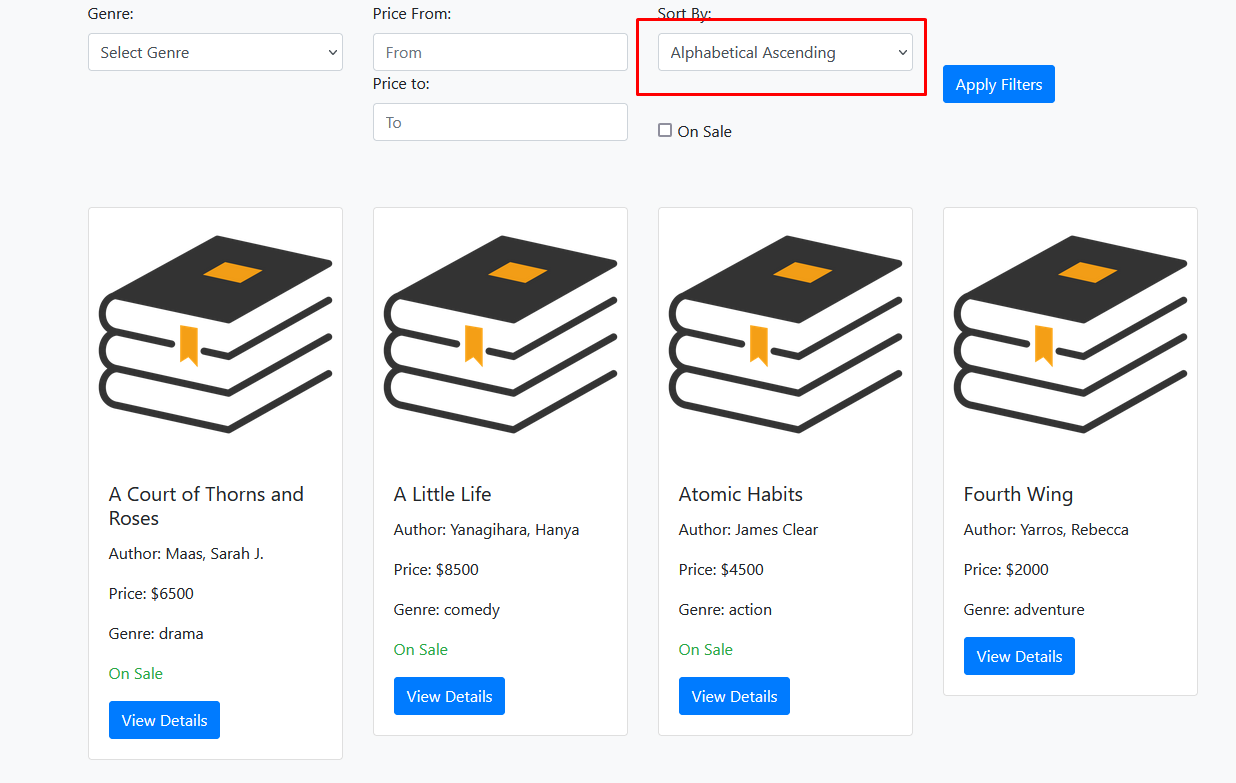 Genre:
Select Genre
Price From:
From
Price to:
To
Sort By:
Alphabetical Ascending
On Sale
Apply Filters
A Court of Thorns and
Roses
Author: Maas, Sarah J.
Price: $6500
Genre: drama
On Sale
View Details
A Little Life
Author: Yanagihara, Hanya
Price: $8500
Genre: comedy
On Sale
View Details
Atomic Habits
Author: James Clear
Price: $4500
Genre: action
On Sale
View Details
Fourth Wing
Author: Yarros, Rebecca
Price: $2000
Genre: adventure
View Details